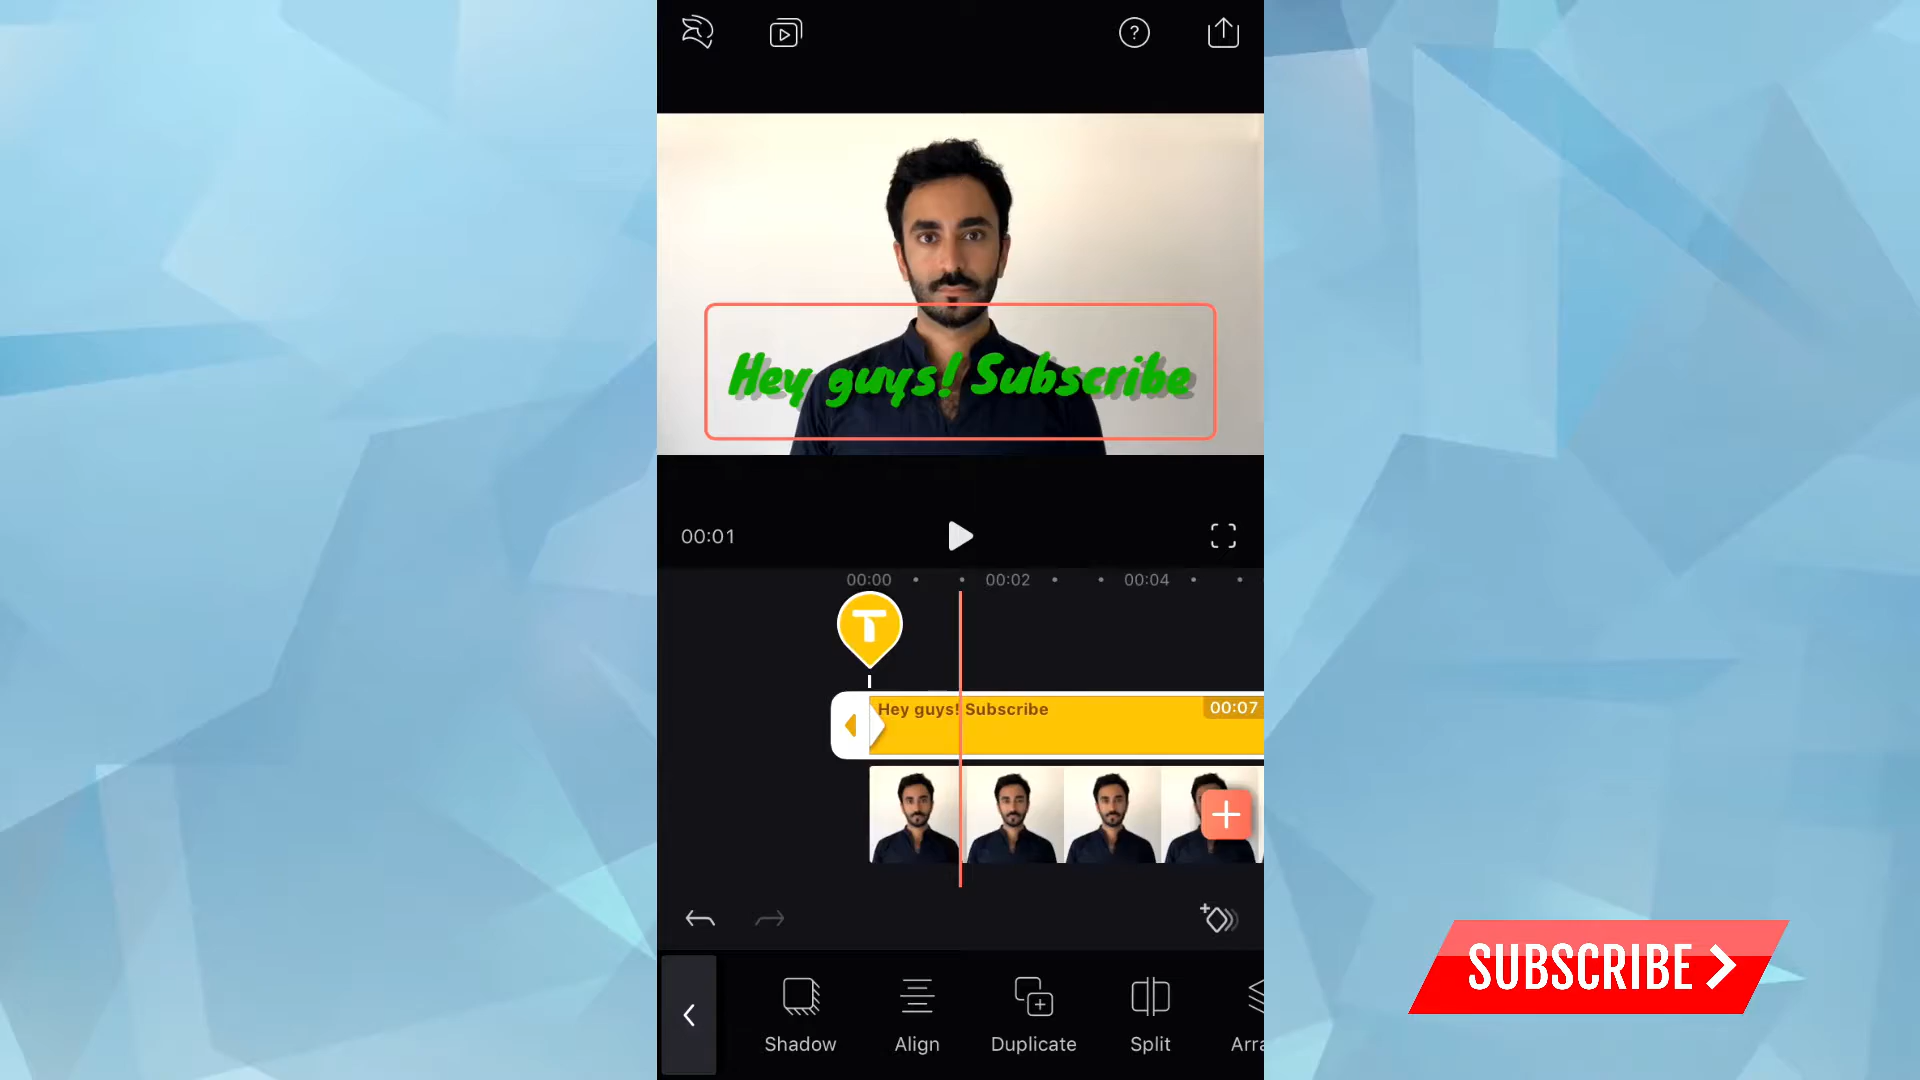 ?
Hey guys! Subscribe
00:01
00:00 00:02 00:04
T
Hey guys! Subscribe 00:07
SUBSCRIBE
Shadow Align Duplicate Split Arra